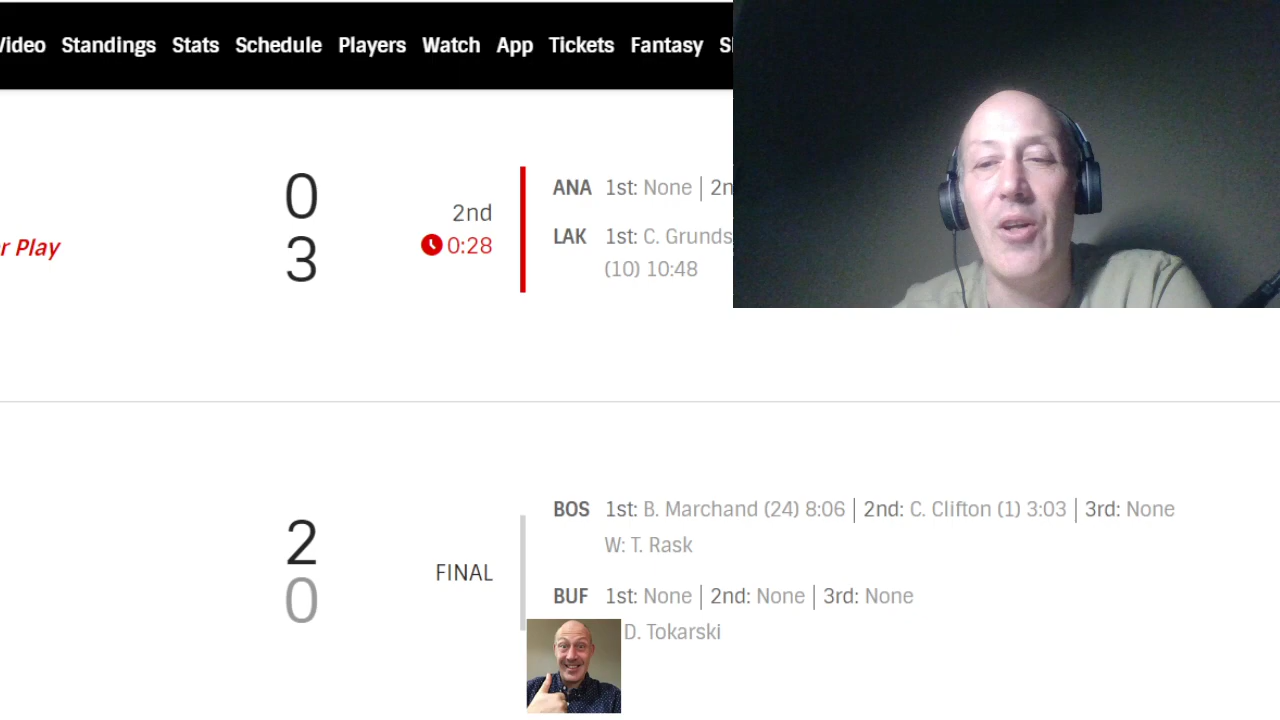 Video Standings Stats Schedule Players Watch App Tickets Fantasy
0
3
r Play
2nd
0:28
ANA 1st: None | 2n
LAK 1st: C. Grunds
(10) 10:48
2
0
FINAL
BOS 1st: B. Marchand (24) 8:06 | 2nd: C. Clifton (1) 3:03 | 3rd: None
W: T. Rask
BUF 1st: None | 2nd: None | 3rd: None
D. Tokarski